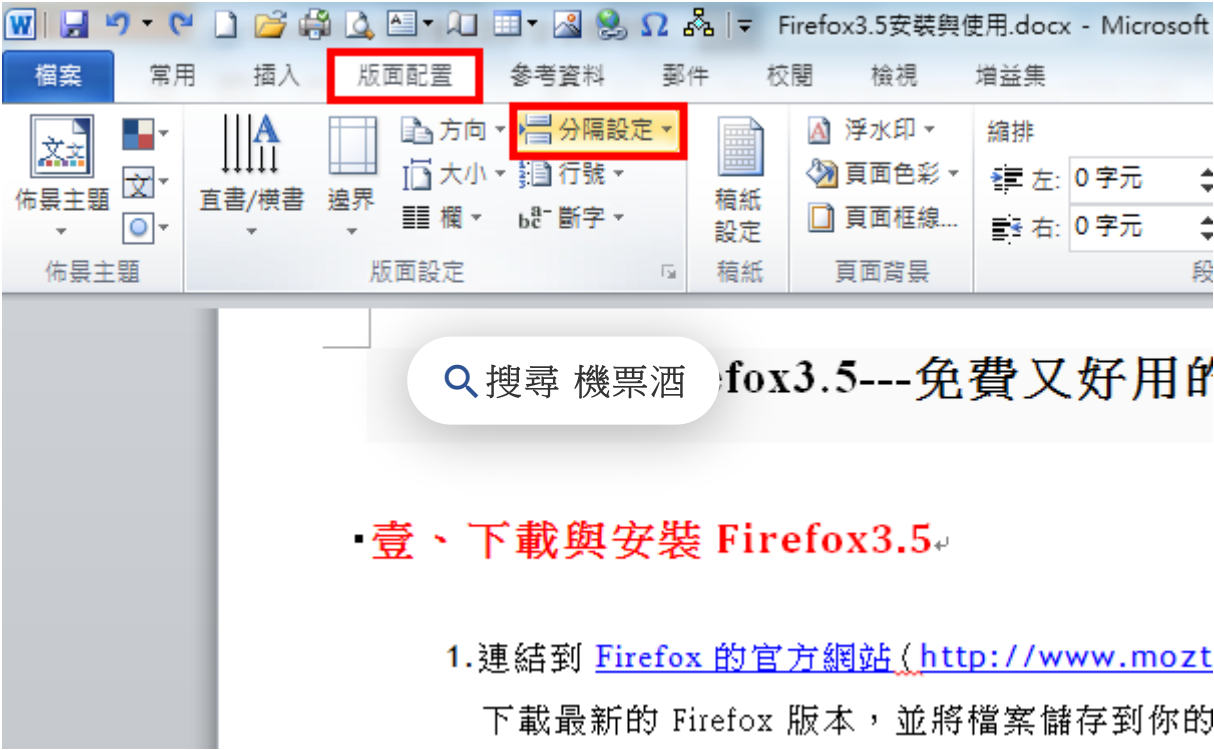 Firefox3.5安裝與使用.docx - Microsoft
檔案 常用 插入 版面配置 參考資料 郵件 校閱 檢視 增益集
佈景主題
文
直書/橫書
邊界
方向
大小
欄
分隔設定
行號
斷字
稿紙
設定
浮水印
頁面色彩
頁面框線...
縮排
左: 0 字元
右: 0 字元
佈景主題 版面設定 稿紙 頁面背景 段
搜尋 機票酒
fox3.5---免費又好用的
壹、下載與安裝 Firefox3.5
1.連結到 Firefox 的官方網站(http://www.mozt
下載最新的 Firefox 版本，並將檔案儲存到你的